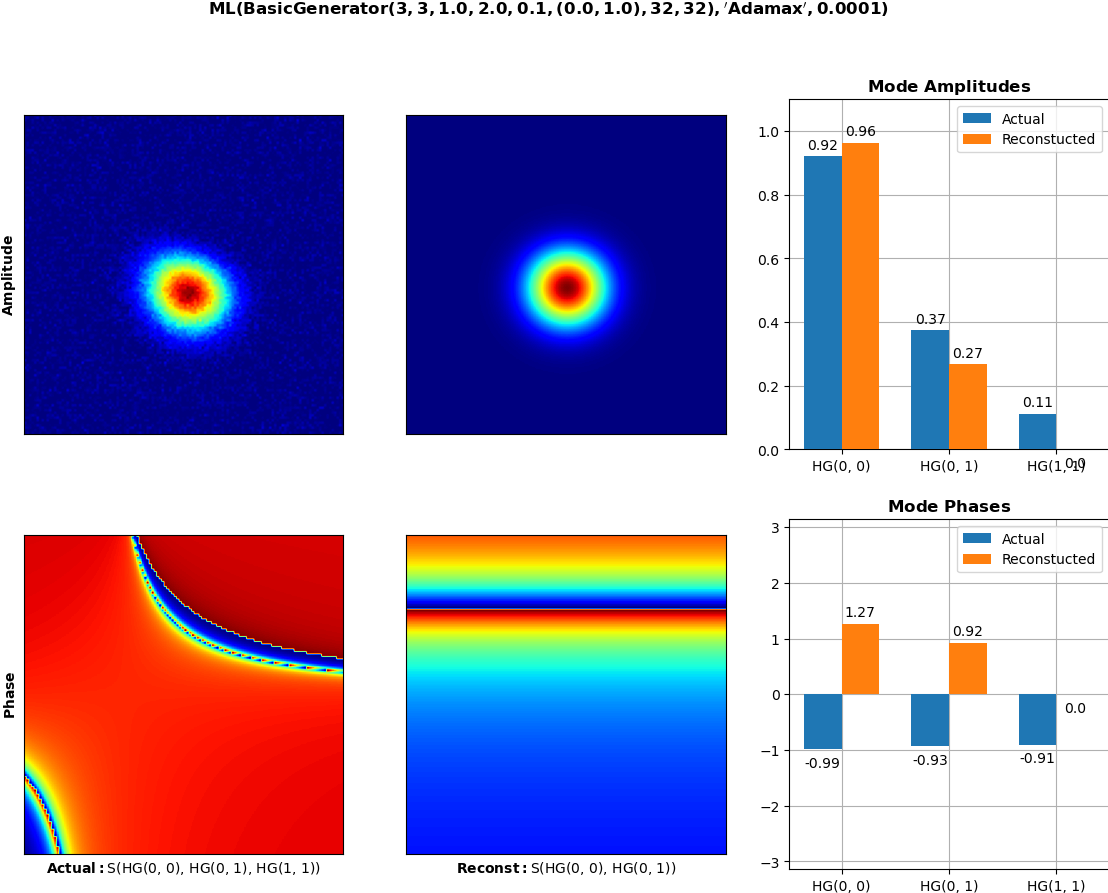 ML(BasicGenerator(3, 3, 1.0, 2.0, 0.1, (0.0, 1.0), 32, 32), ′Adamax′, 0.0001)
Amplitude
Mode Amplitudes
Actual
Reconstucted
1.0
0.8
0.6
0.4
0.2
0.0
0.92
0.96
0.37
0.27
0.11
0.0
HG(0, 0)
HG(0, 1)
HG(1, 1)
Phase
Actual: S(HG(0, 0), HG(0, 1), HG(1, 1))
Reconst: S(HG(0, 0), HG(0, 1))
Mode Phases
Actual
Reconstucted
3
2
1
0
−1
−2
−3
1.27
0.92
0.0
-0.99
-0.93
-0.91
HG(0, 0)
HG(0, 1)
HG(1, 1)